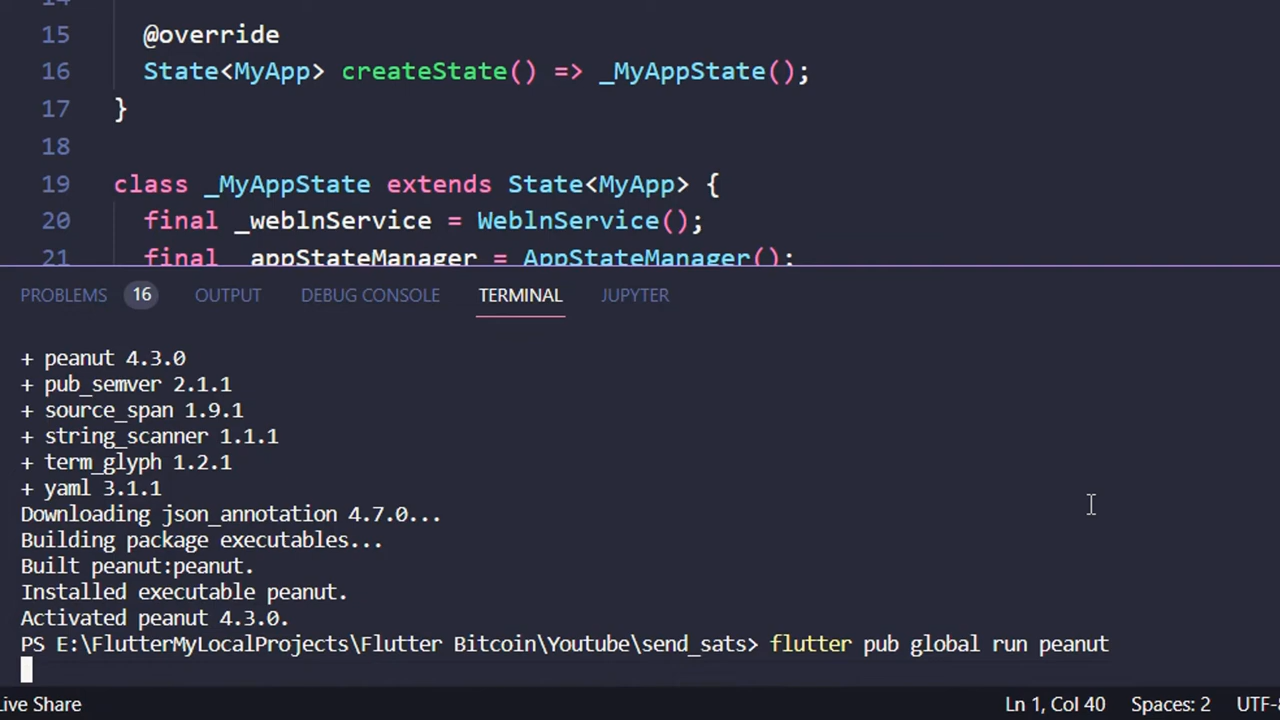 14
15 @override
16 State<MyApp> createState() => _MyAppState();
17 }
18
19 class _MyAppState extends State<MyApp> {
20 final _weblnService = WeblnService();
21 final _appStateManager = AppStateManager();
PROBLEMS 16 OUTPUT DEBUG CONSOLE TERMINAL JUPYTER
+ peanut 4.3.0
+ pub_semver 2.1.1
+ source_span 1.9.1
+ string_scanner 1.1.1
+ term_glyph 1.2.1
+ yaml 3.1.1
Downloading json_annotation 4.7.0...
Building package executables...
Built peanut:peanut.
Installed executable peanut.
Activated peanut 4.3.0.
PS E:\FlutterMyLocalProjects\Flutter Bitcoin\Youtube\send_sats> flutter pub global run peanut
Live Share Ln 1, Col 40 Spaces: 2 UTF-8